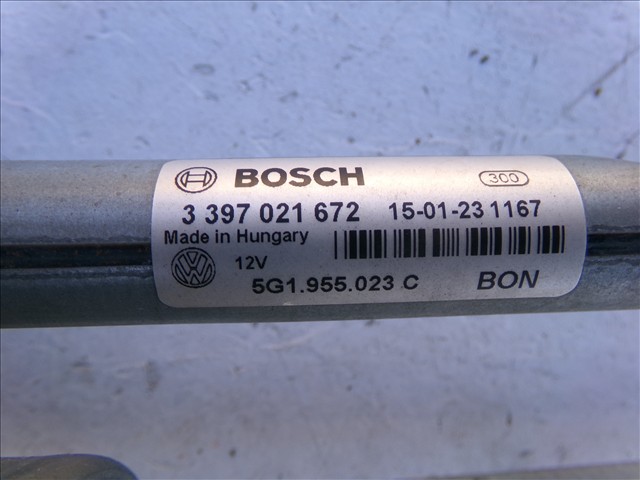 BOSCH 300
3 397 021 672 15-01-23 1167
Made in Hungary
12V
5G1.955.023 C BON